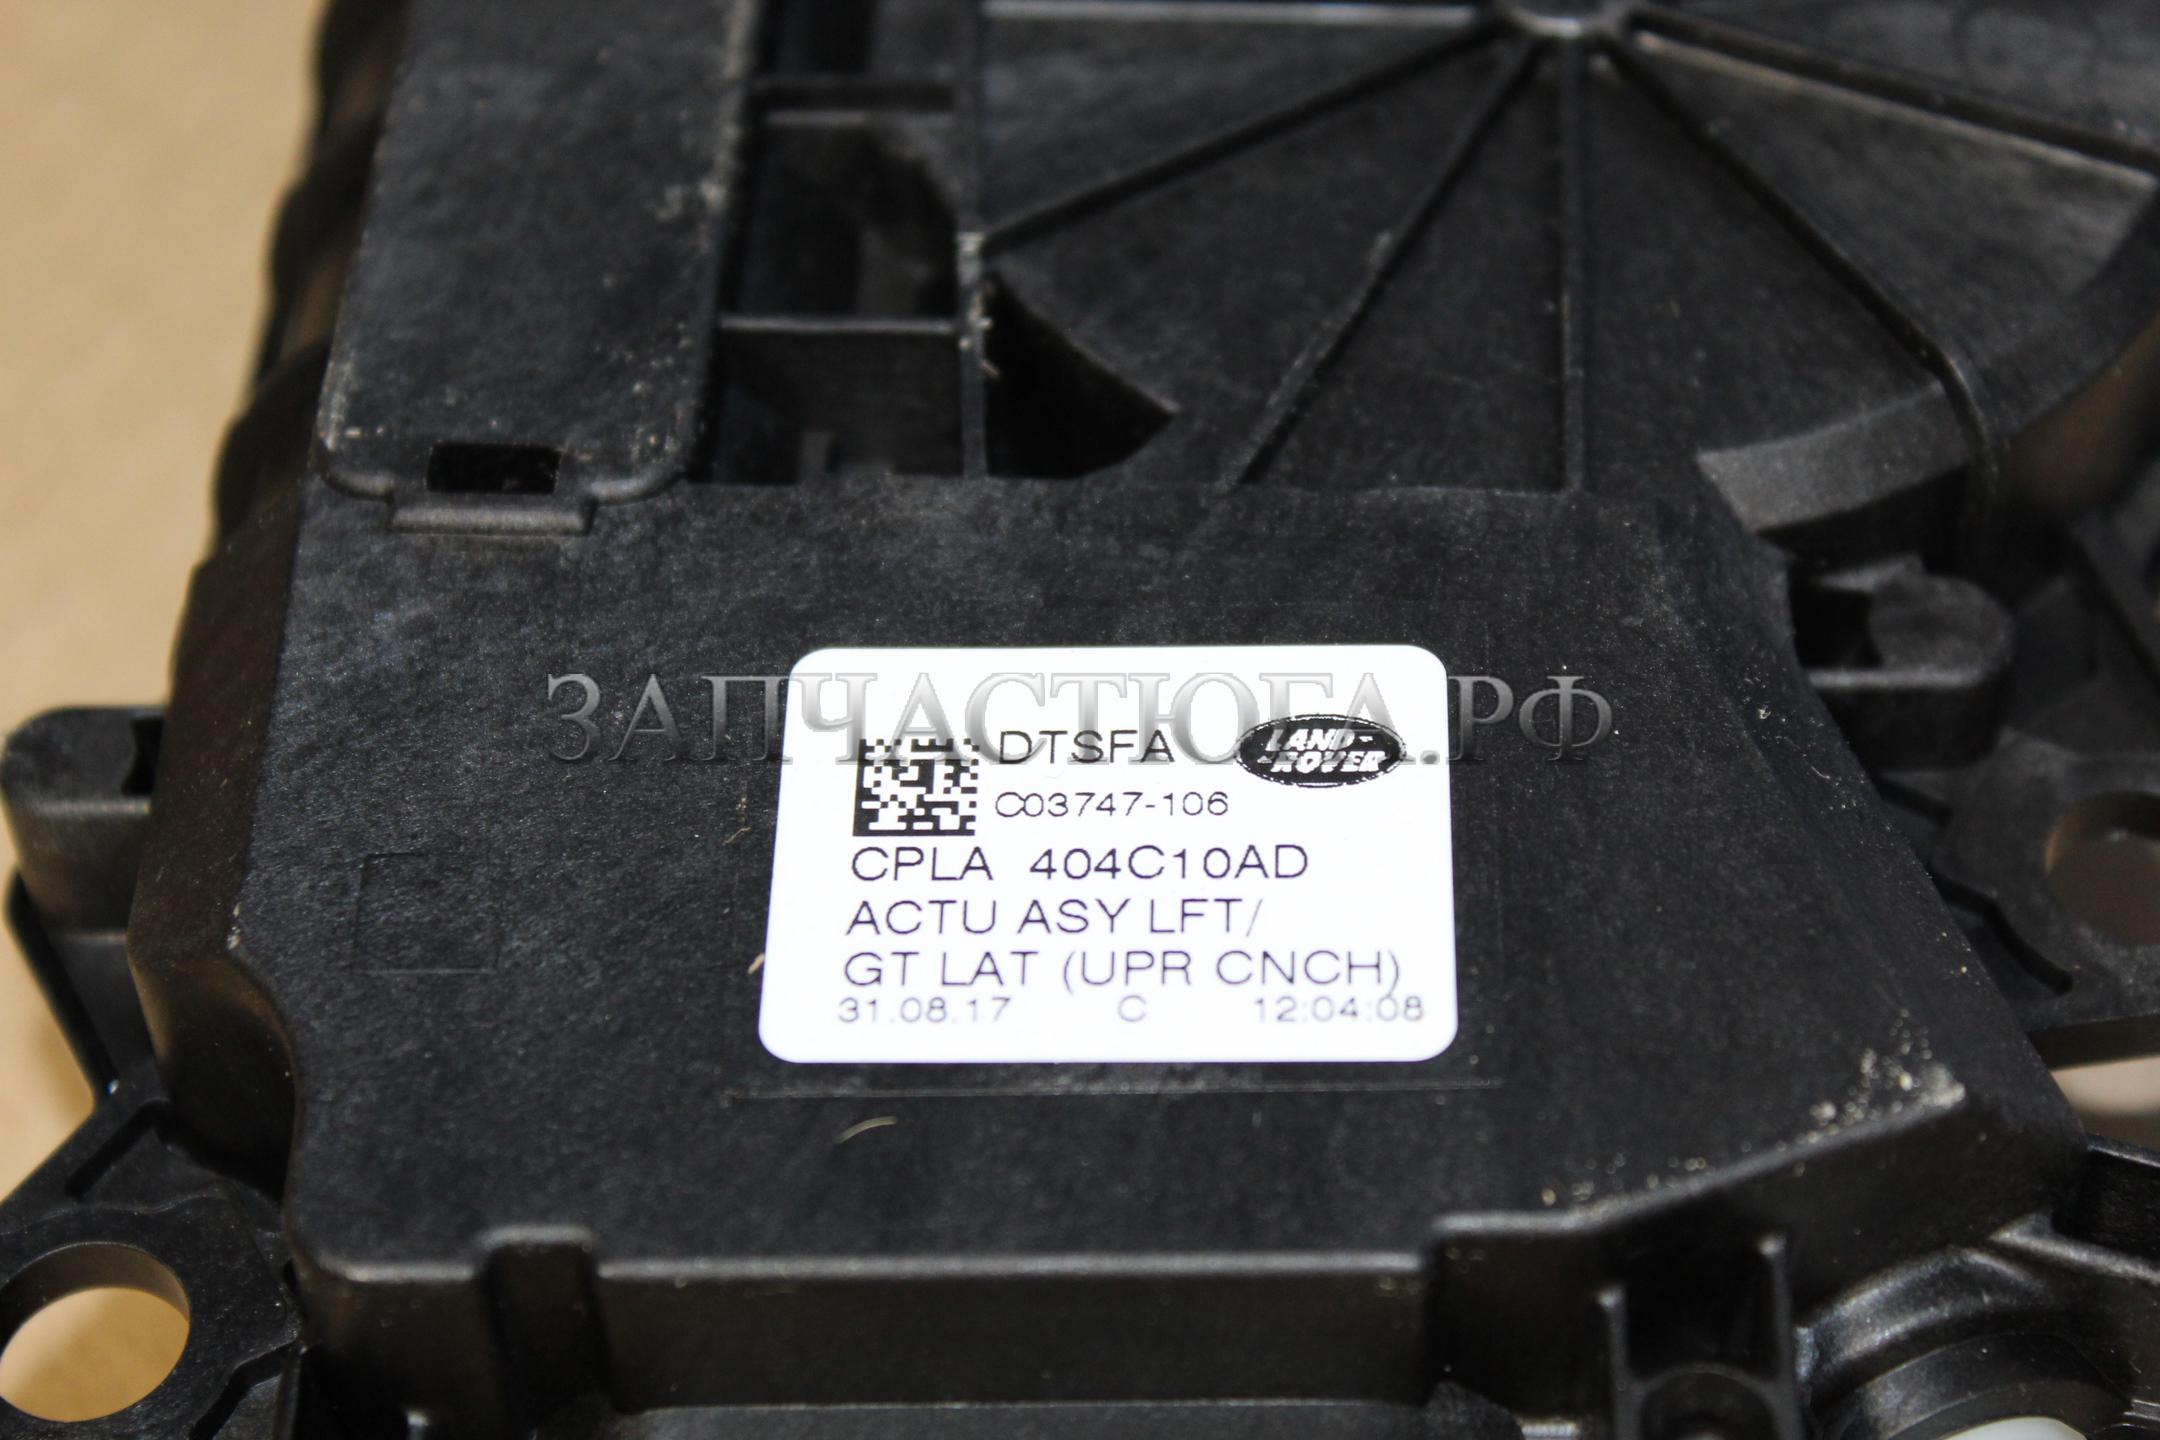 ЗАПЧАСТЮГА.РФ
DTSFA
LAND-
-ROVER
C03747-106
CPLA 404C10AD
ACTU ASY LFT/
GT LAT (UPR CNCH)
31.08.17 C 12:04:08